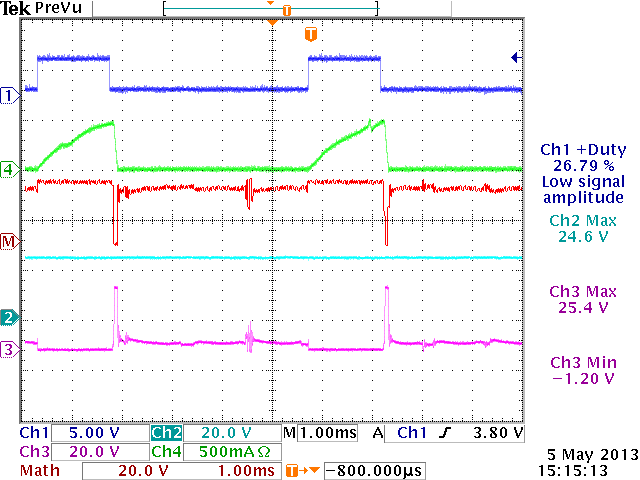 Tek PreVu
T
T
1
Ch1 +Duty
26.79 %
Low signal
amplitude
4
Ch2 Max
24.6 V
M
Ch3 Max
25.4 V
2
3
Ch3 Min
−1.20 V
Ch1 5.00 V Ch2 20.0 V M 1.00ms A Ch1 3.80 V
Ch3 20.0 V Ch4 500mA Ω
Math 20.0 V 1.00ms T −800.000µs
5 May 2013
15:15:13